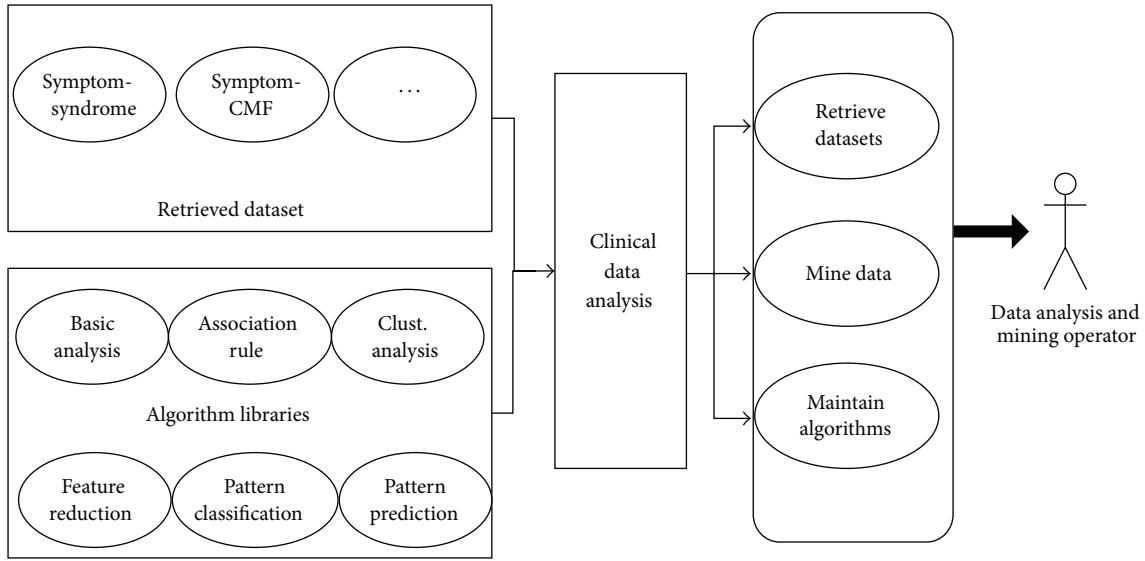 Symptom-
syndrome
Symptom-
CMF
...
Retrieved dataset
Basic
analysis
Association
rule
Clust.
analysis
Algorithm libraries
Feature
reduction
Pattern
classification
Pattern
prediction
Clinical
data
analysis
Retrieve
datasets
Mine data
Maintain
algorithms
Data analysis and
mining operator